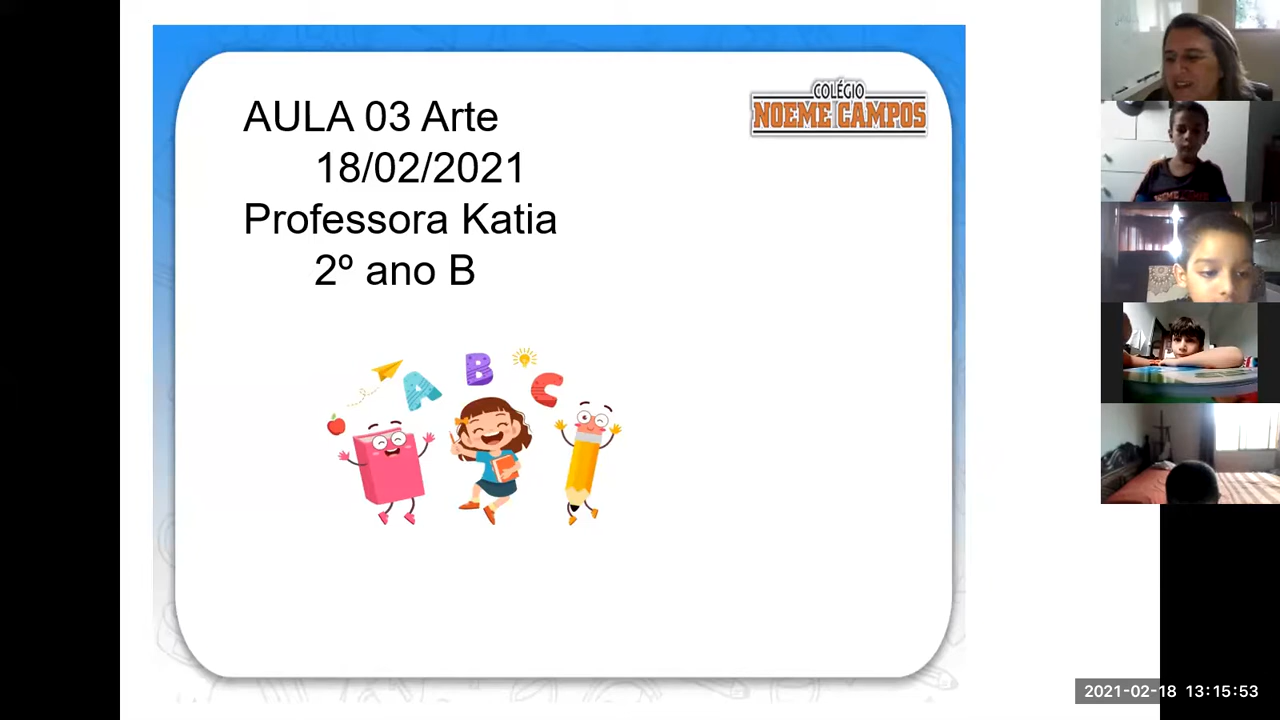 AULA 03 Arte
18/02/2021
Professora Katia
2º ano B
COLÉGIO
NOEME CAMPOS
A B C
2021-02-18 13:15:53